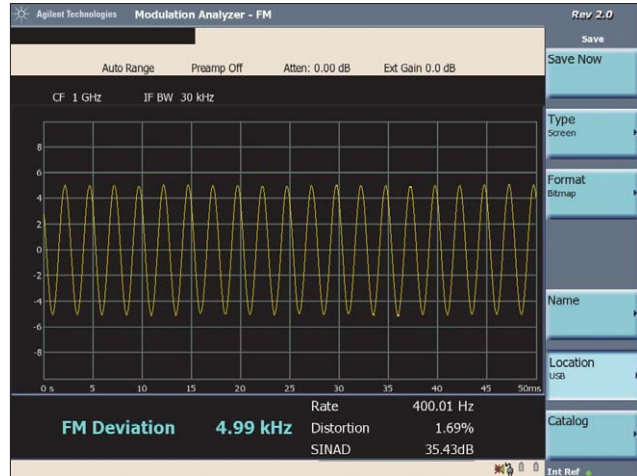 Agilent Technologies Modulation Analyzer - FM Rev 2.0
Save
Auto Range Preamp Off Atten: 0.00 dB Ext Gain 0.0 dB
CF 1 GHz IF BW 30 kHz
Save Now
Type
Screen
Format
Bitmap
Name
Location
USB
Catalog
8
6
4
2
0
-2
-4
-6
-8
0 s 5 10 15 20 25 30 35 40 45 50ms
FM Deviation 4.99 kHz
Rate 400.01 Hz
Distortion 1.69%
SINAD 35.43dB
Int Ref